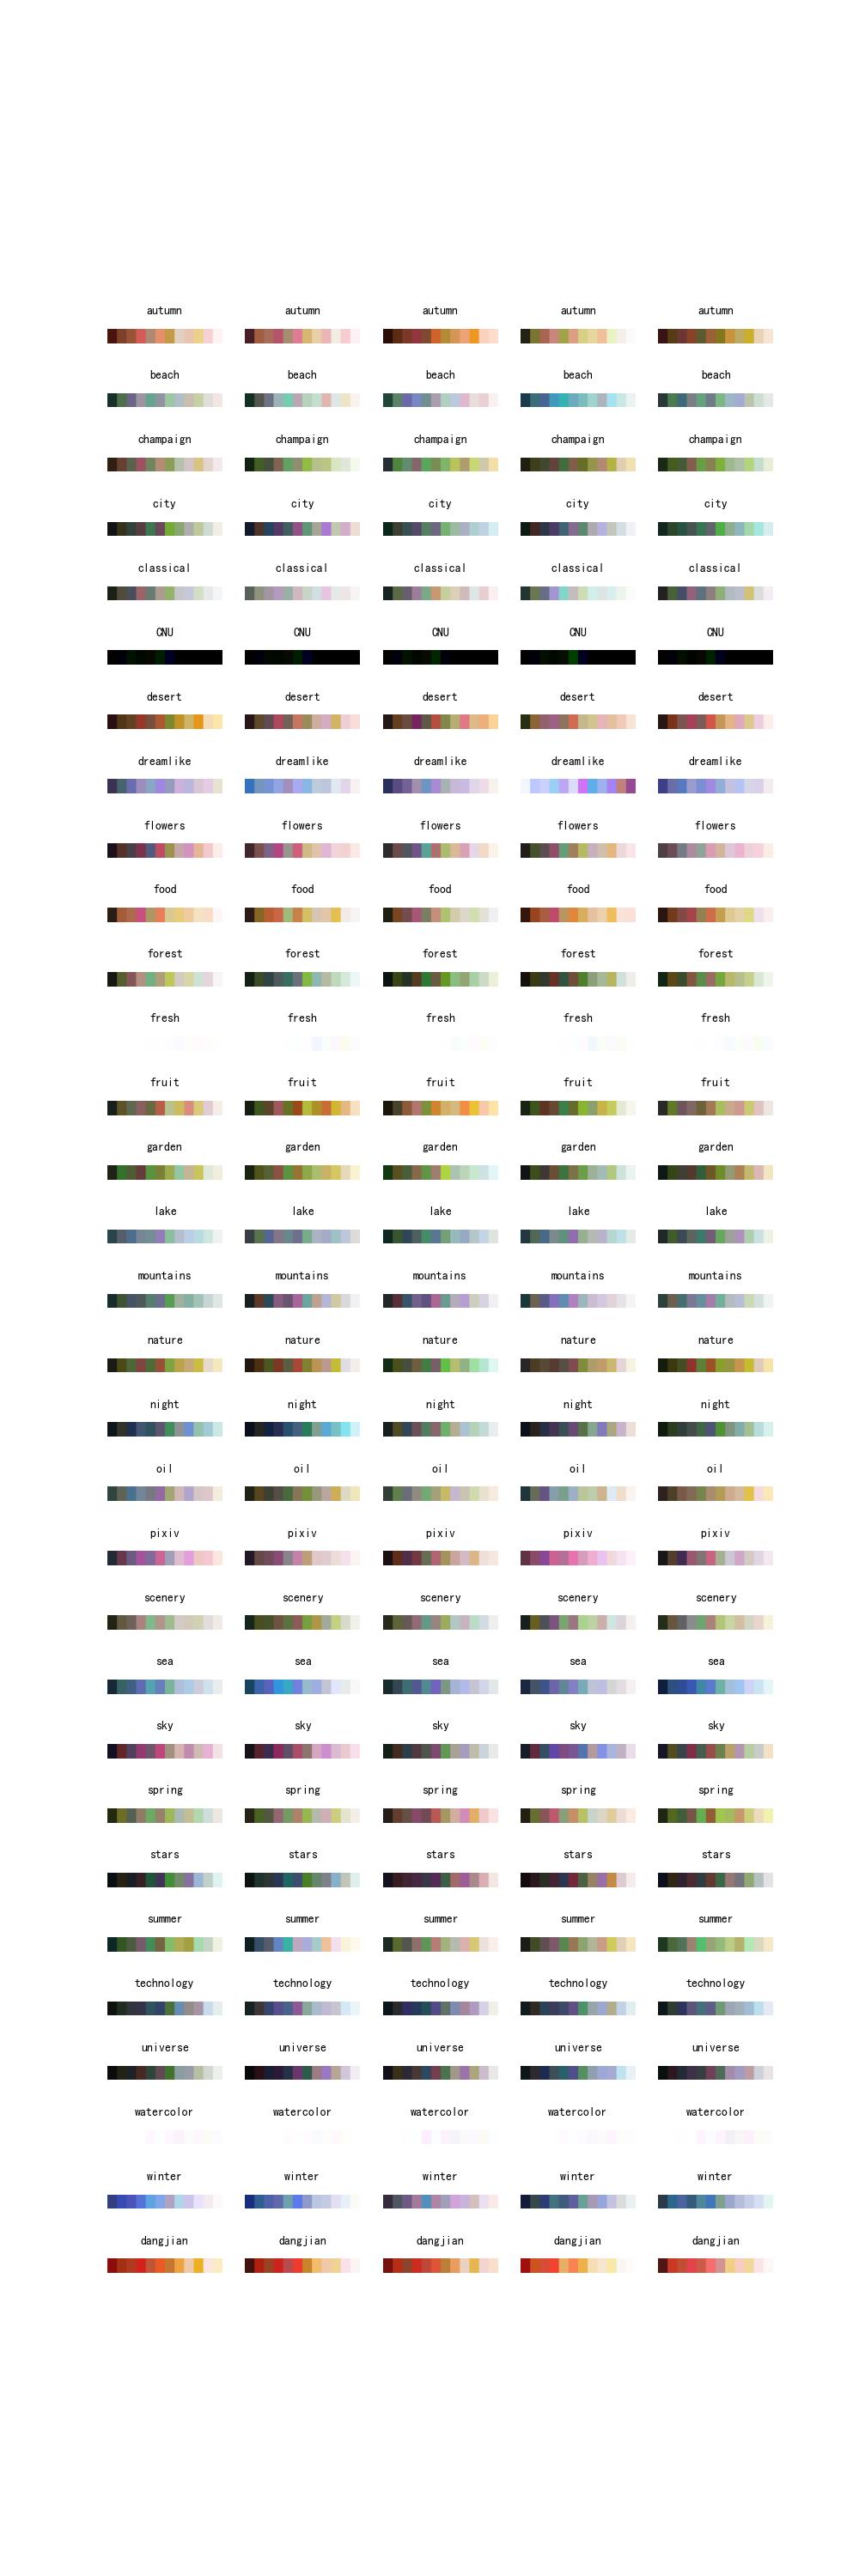 autumn autumn autumn autumn autumn
beach beach beach beach beach
champaign champaign champaign champaign champaign
city city city city city
classical classical classical classical classical
CNU CNU CNU CNU CNU
desert desert desert desert desert
dreamlike dreamlike dreamlike dreamlike dreamlike
flowers flowers flowers flowers flowers
food food food food food
forest forest forest forest forest
fresh fresh fresh fresh fresh
fruit fruit fruit fruit fruit
garden garden garden garden garden
lake lake lake lake lake
mountains mountains mountains mountains mountains
nature nature nature nature nature
night night night night night
oil oil oil oil oil
pixiv pixiv pixiv pixiv pixiv
scenery scenery scenery scenery scenery
sea sea sea sea sea
sky sky sky sky sky
spring spring spring spring spring
stars stars stars stars stars
summer summer summer summer summer
technology technology technology technology technology
universe universe universe universe universe
watercolor watercolor watercolor watercolor watercolor
winter winter winter winter winter
dangjian dangjian dangjian dangjian dangjian